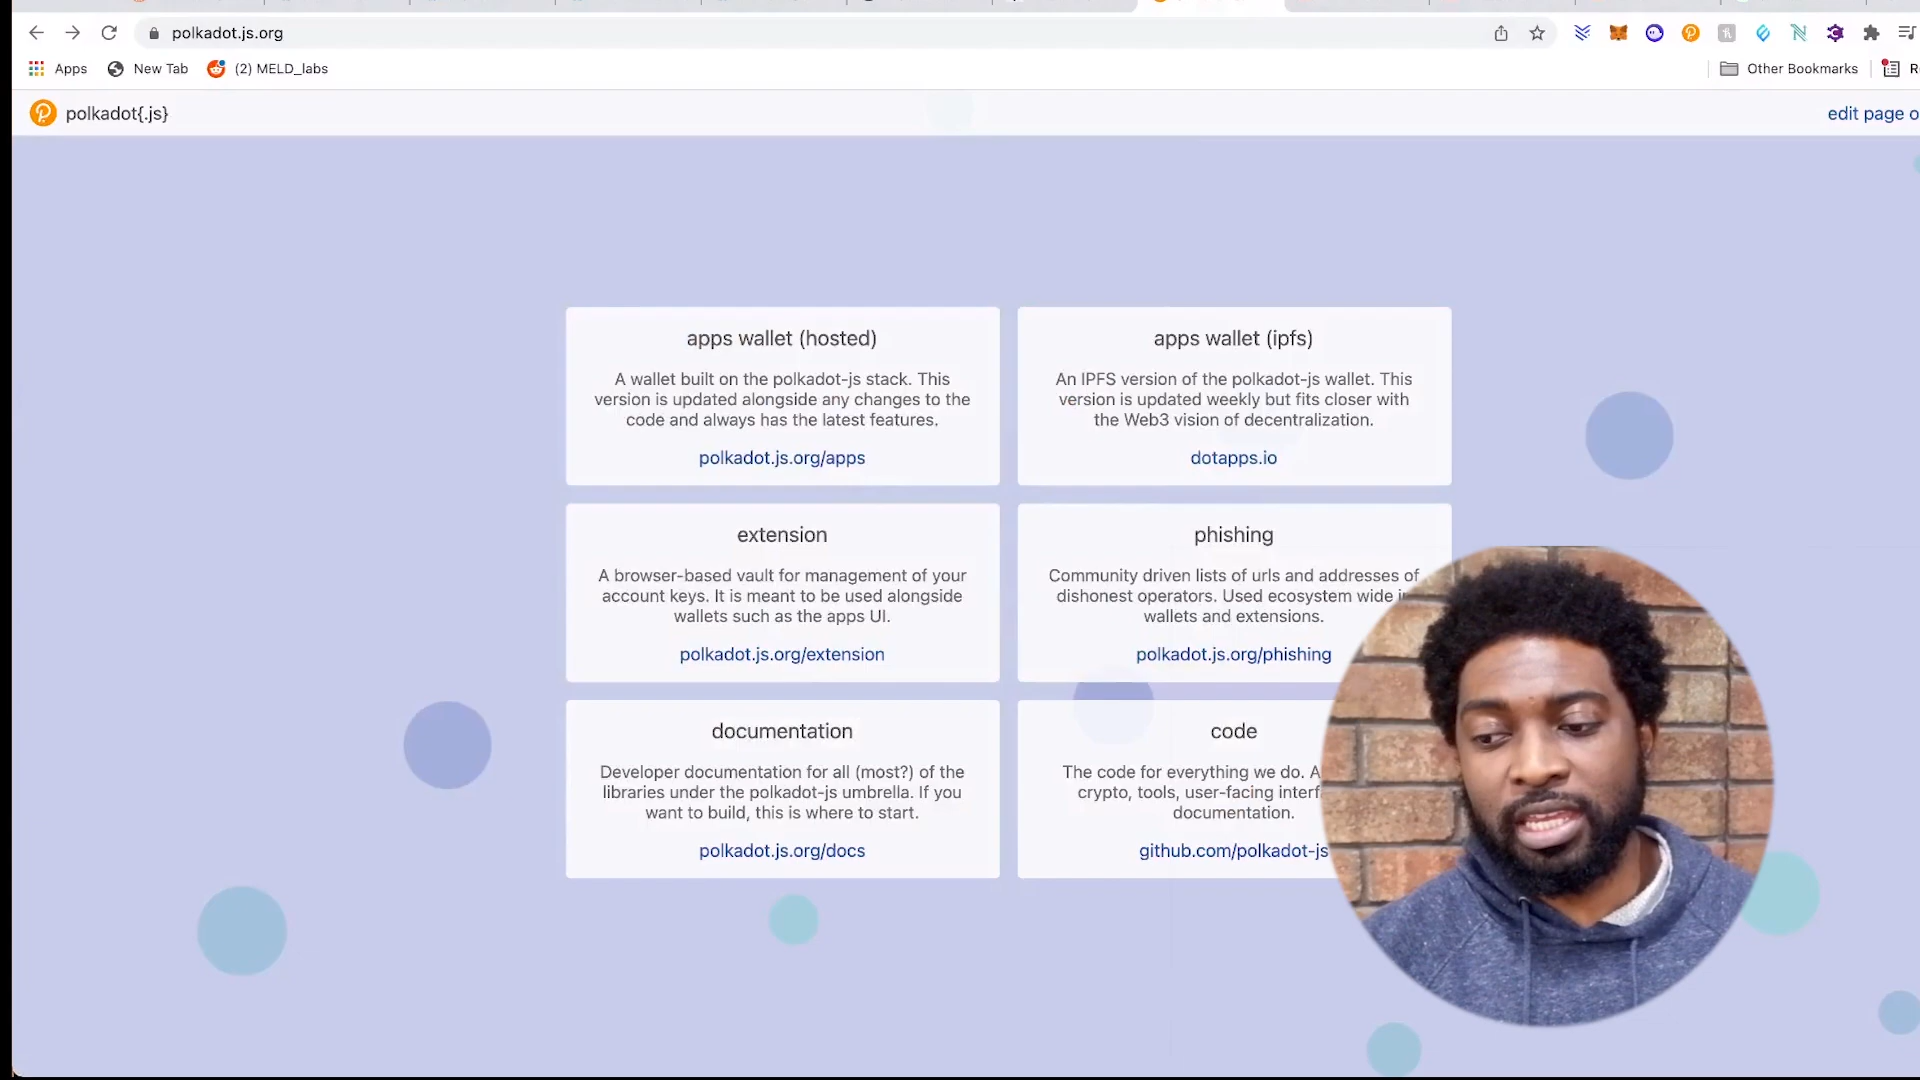 polkadot.js.org
Apps
New Tab
(2) MELD_labs
Other Bookmarks
R
polkadot{.js}
edit page o
apps wallet (hosted)
A wallet built on the polkadot-js stack. This
version is updated alongside any changes to the
code and always has the latest features.
polkadot.js.org/apps
apps wallet (ipfs)
An IPFS version of the polkadot-js wallet. This
version is updated weekly but fits closer with
the Web3 vision of decentralization.
dotapps.io
extension
A browser-based vault for management of your
account keys. It is meant to be used alongside
wallets such as the apps UI.
polkadot.js.org/extension
phishing
Community driven lists of urls and addresses of
dishonest operators. Used ecosystem wide
wallets and extensions.
polkadot.js.org/phishing
documentation
Developer documentation for all (most?) of the
libraries under the polkadot-js umbrella. If you
want to build, this is where to start.
polkadot.js.org/docs
code
The code for everything we do. A
crypto, tools, user-facing interf
documentation.
github.com/polkadot-js